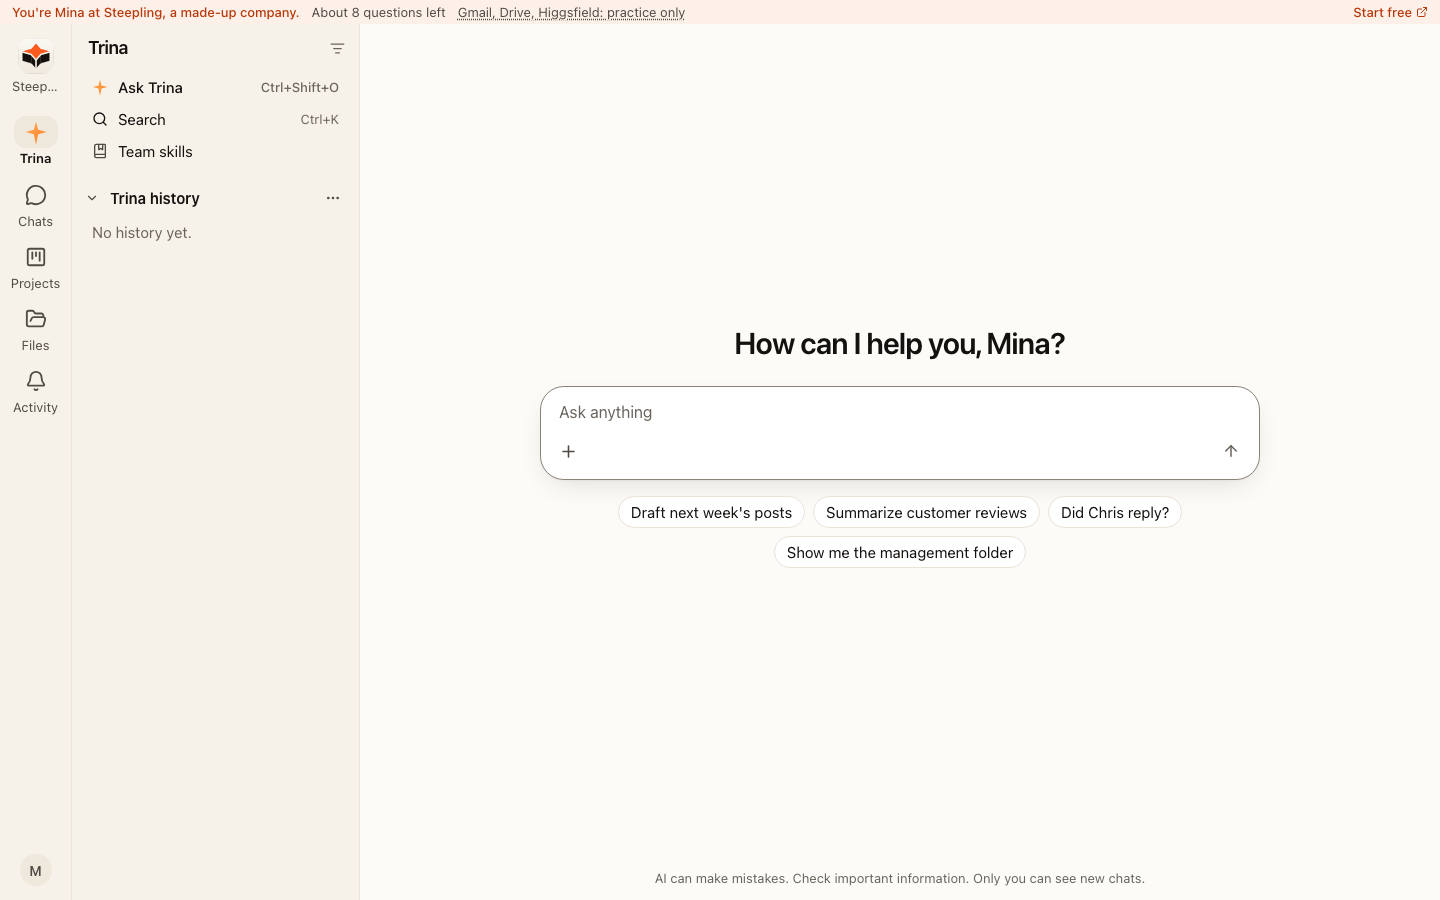 You're Mina at Steepling, a made-up company. About 8 questions left Gmail, Drive, Higgsfield: practice only Start free
Steep...
Trina
Chats
Projects
Files
Activity
M
Trina
Ask Trina Ctrl+Shift+O
Search Ctrl+K
Team skills
Trina history
No history yet.
How can I help you, Mina?
Ask anything
Draft next week's posts Summarize customer reviews Did Chris reply?
Show me the management folder
AI can make mistakes. Check important information. Only you can see new chats.